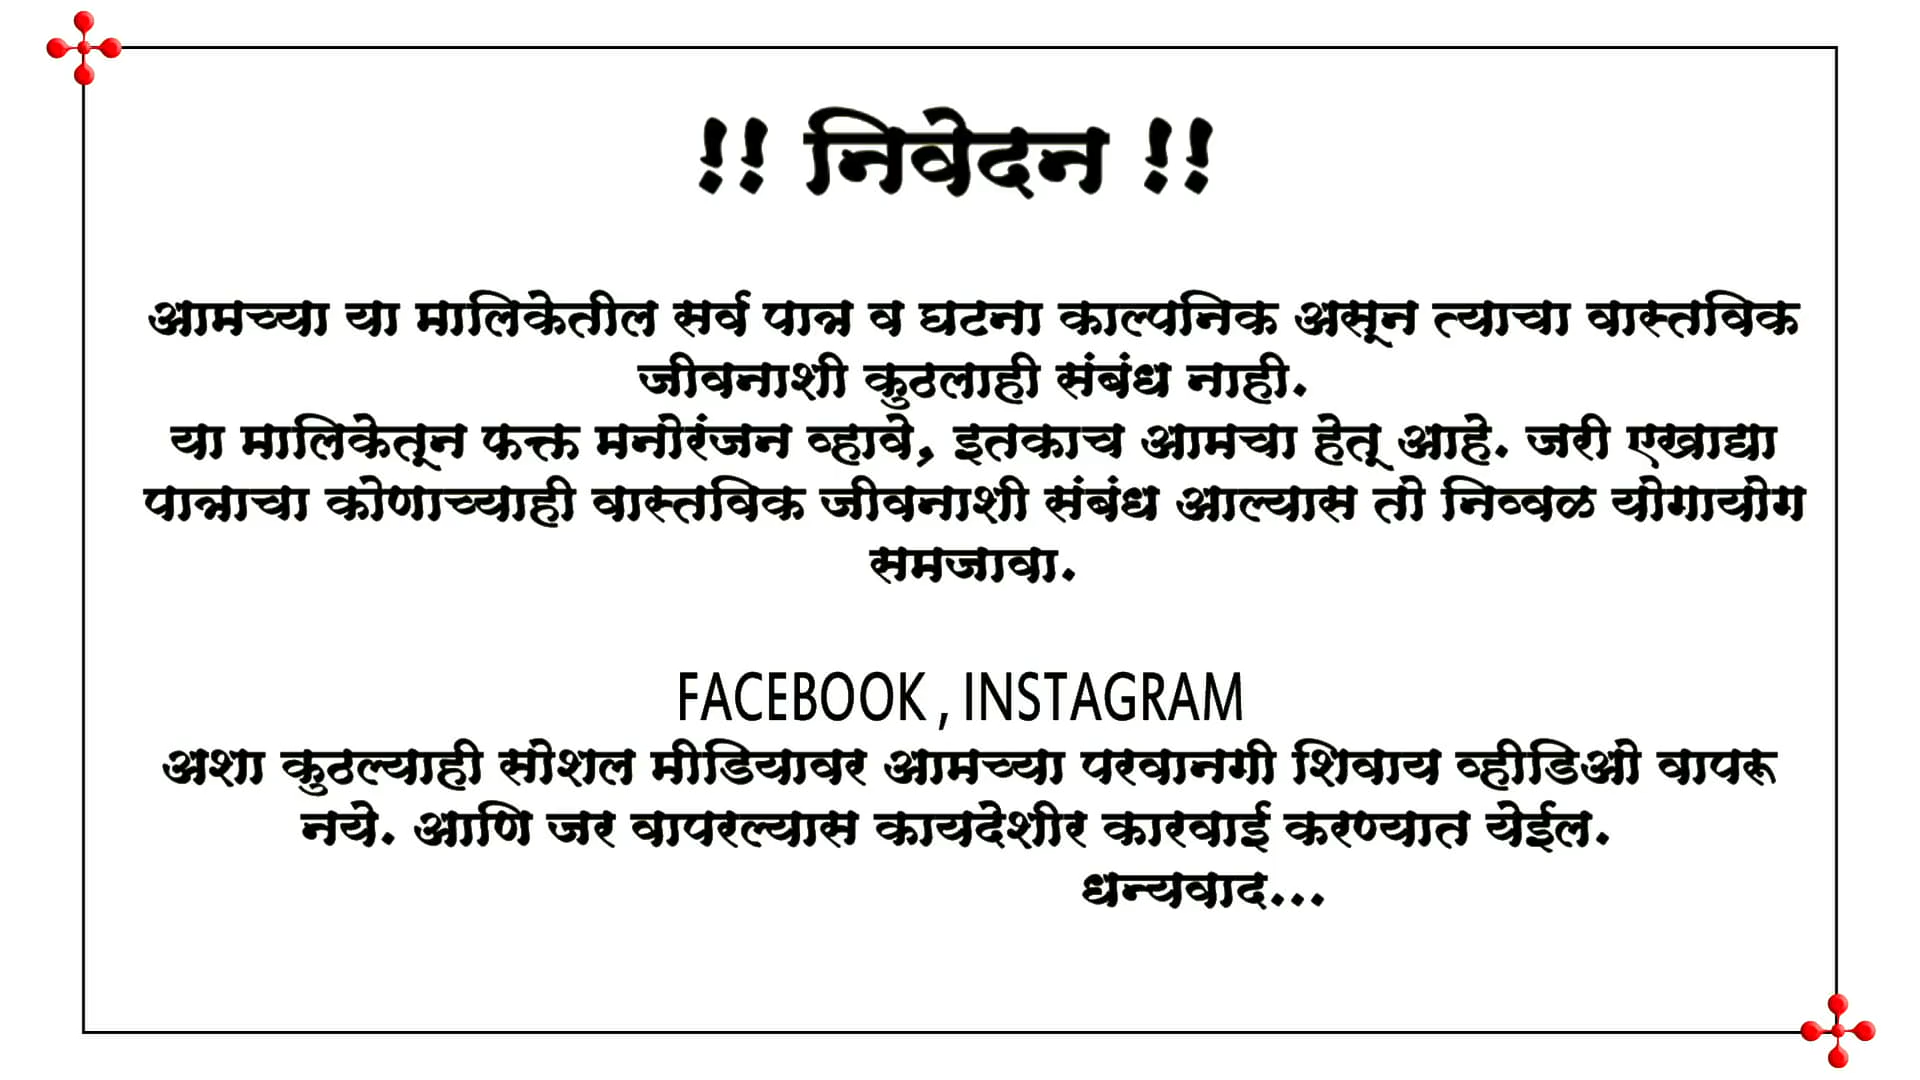 !! निवेदन !!
आमच्या या मालिकेतील सर्व पात्र व घटना काल्पनिक असून त्याचा वास्तविक
जीवनाशी कुठलाही संबंध नाही.
या मालिकेतून फक्त मनोरंजन व्हावे, इतकाच आमचा हेतू आहे. जरी एखाद्या
पात्राचा कोणाच्याही वास्तविक जीवनाशी संबंध आल्यास तो निव्वळ योगायोग
समजावा.
FACEBOOK , INSTAGRAM
अशा कुठल्याही सोशल मीडियावर आमच्या परवानगी शिवाय व्हीडिओ वापरू
नये. आणि जर वापरल्यास कायदेशीर कारवाई करण्यात येईल.
धन्यवाद...